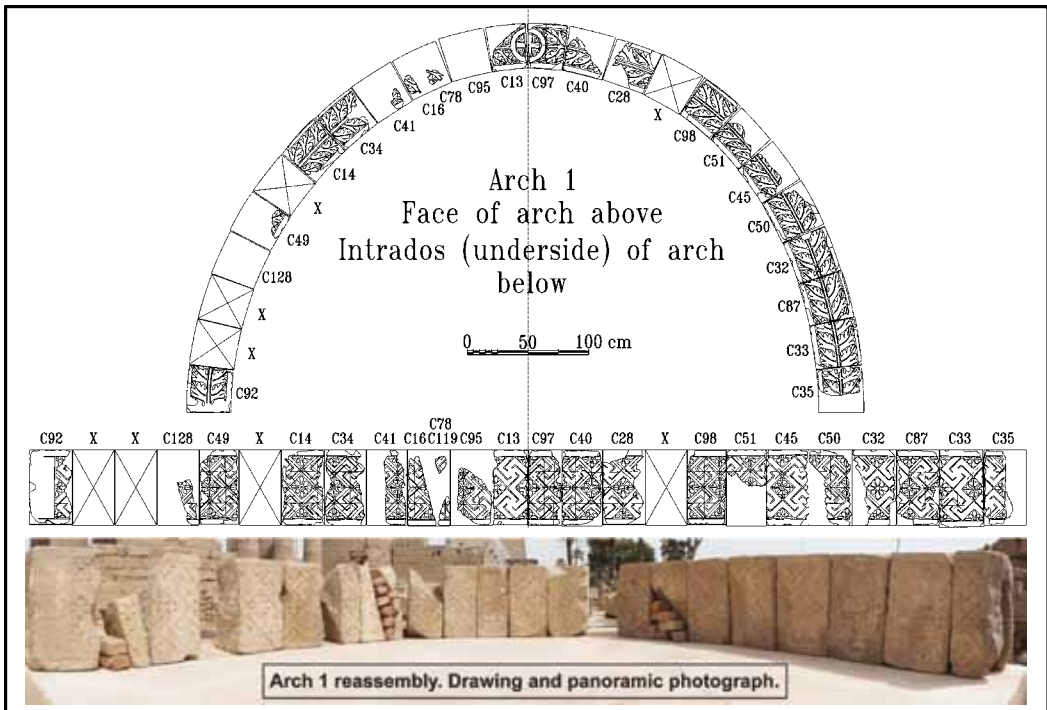 C13 C97
C95 C40
C78 C28
C16 X
C41 C98
C34 C51
C14 C45
X C50
C49 C32
C128 C87
X C33
X C35
C92
Arch 1
Face of arch above
Intrados (underside) of arch
below
0 50 100 cm
C78
C92 X X C128 C49 X C14 C34 C41 C16 C119 C95 C13 C97 C40 C28 X C98 C51 C45 C50 C32 C87 C33 C35
Arch 1 reassembly. Drawing and panoramic photograph.